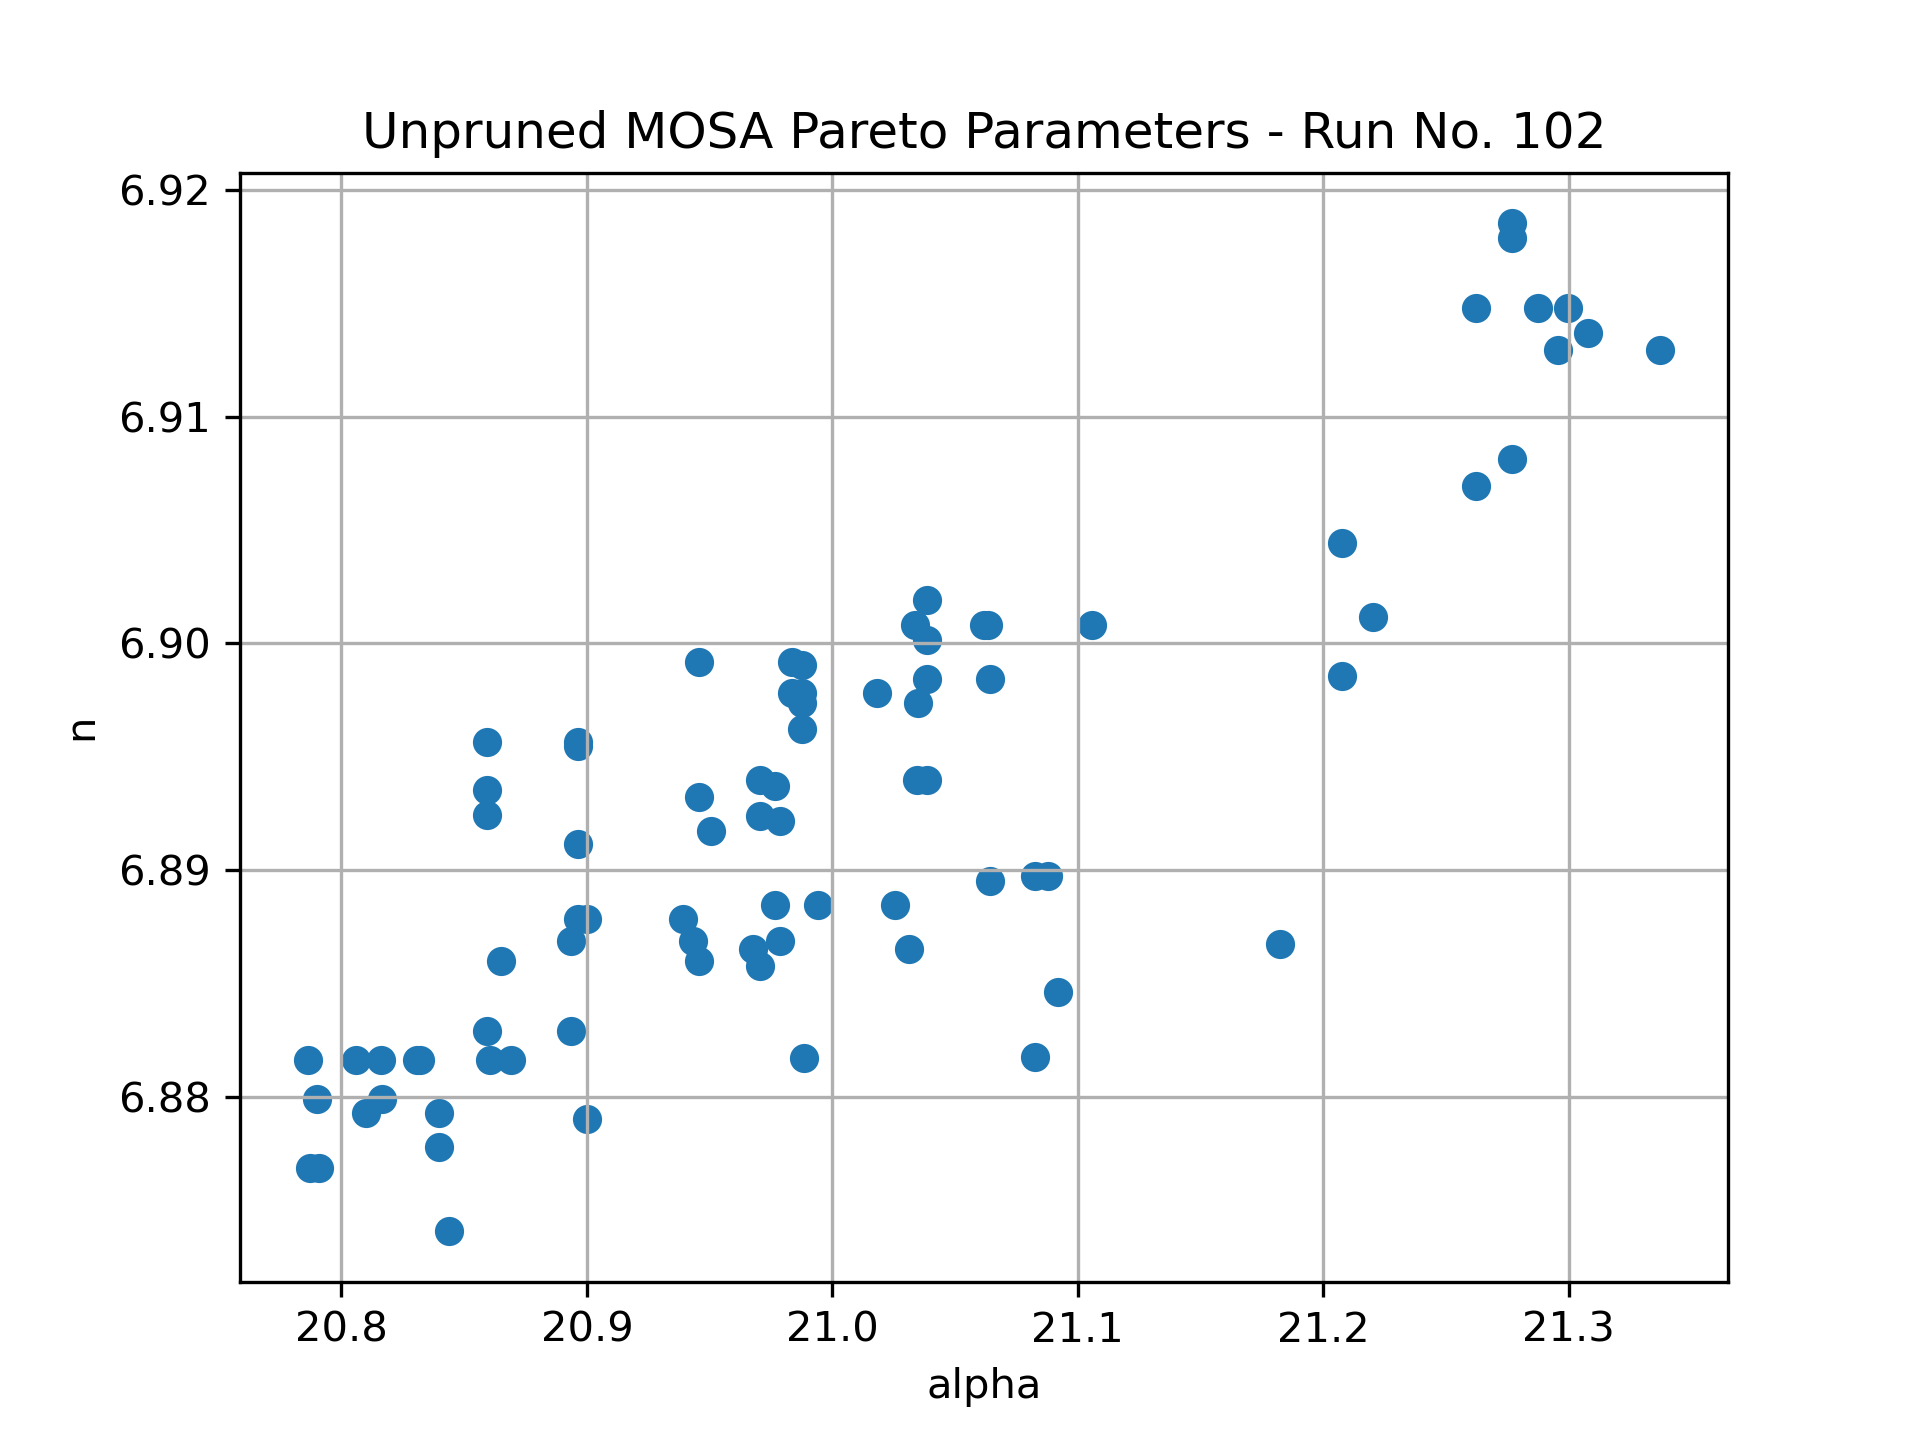 Unpruned MOSA Pareto Parameters - Run No. 102
6.92
6.91
6.90
6.89
6.88
n
20.8 20.9 21.0 21.1 21.2 21.3
alpha